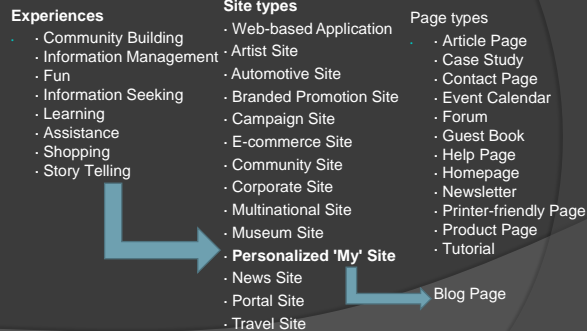 Experiences
· Community Building
· Information Management
· Fun
· Information Seeking
· Learning
· Assistance
· Shopping
· Story Telling
Site types
· Web-based Application
· Artist Site
· Automotive Site
· Branded Promotion Site
· Campaign Site
· E-commerce Site
· Community Site
· Corporate Site
· Multinational Site
· Museum Site
· Personalized 'My' Site
· News Site
· Portal Site
· Travel Site
Page types
· Article Page
· Case Study
· Contact Page
· Event Calendar
· Forum
· Guest Book
· Help Page
· Homepage
· Newsletter
· Printer-friendly Page
· Product Page
· Tutorial
Blog Page